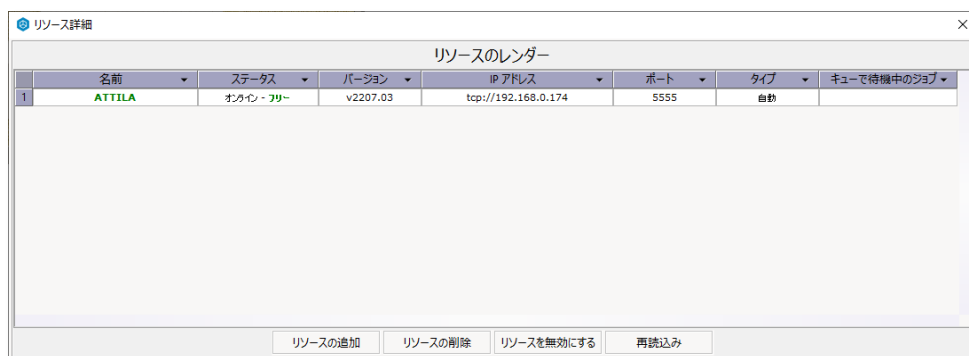 リソース詳細
リソースのレンダー
名前 ステータス バージョン IP アドレス ポート タイプ キューで待機中のジョブ
1 ATTILA オンライン - フリー v2207.03 tcp://192.168.0.174 5555 自動
リソースの追加 リソースの削除 リソースを無効にする 再読込み